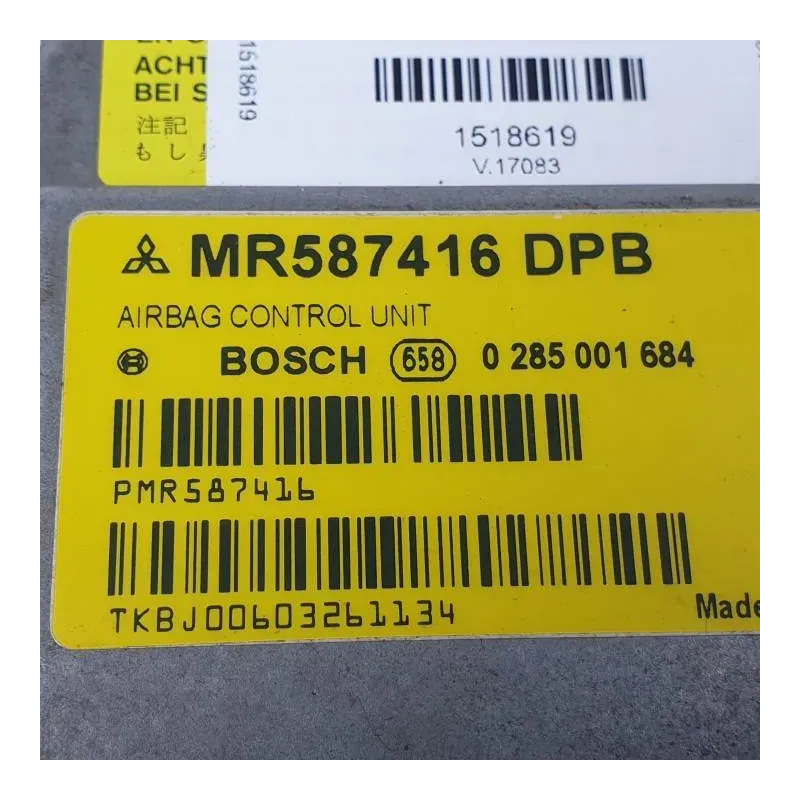 ACHT
BEI S
注記
もし
1518619
1518619
V.17083
MR587416 DPB
AIRBAG CONTROL UNIT
BOSCH 658 0 285 001 684
PMR587416
TKBJ00603261134
Made